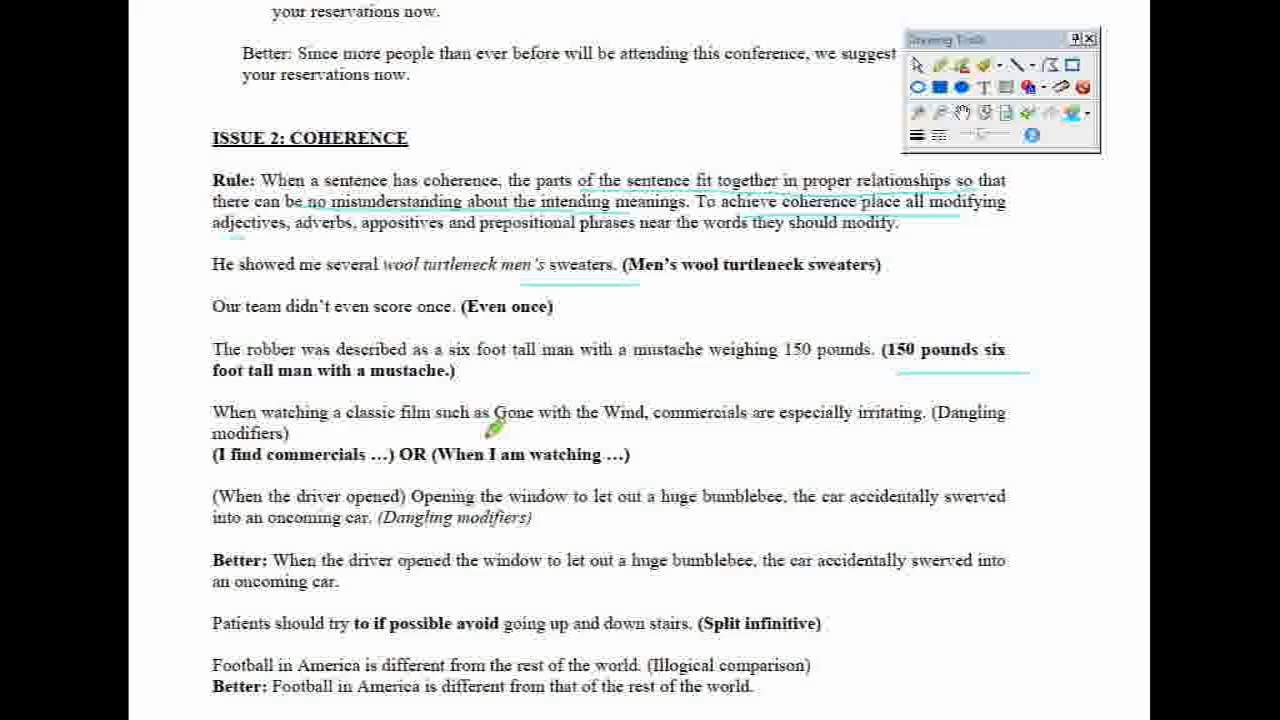 your reservations now.
Better: Since more people than ever before will be attending this conference, we suggest
your reservations now.
Drawing Tools
ISSUE 2: COHERENCE
Rule: When a sentence has coherence, the parts of the sentence fit together in proper relationships so that
there can be no misunderstanding about the intending meanings. To achieve coherence place all modifying
adjectives, adverbs, appositives and prepositional phrases near the words they should modify.
He showed me several wool turtleneck men's sweaters. (Men's wool turtleneck sweaters)
Our team didn't even score once. (Even once)
The robber was described as a six foot tall man with a mustache weighing 150 pounds. (150 pounds six
foot tall man with a mustache.)
When watching a classic film such as Gone with the Wind, commercials are especially irritating. (Dangling
modifiers)
(I find commercials ...) OR (When I am watching ...)
(When the driver opened) Opening the window to let out a huge bumblebee, the car accidentally swerved
into an oncoming car. (Dangling modifiers)
Better: When the driver opened the window to let out a huge bumblebee, the car accidentally swerved into
an oncoming car.
Patients should try to if possible avoid going up and down stairs. (Split infinitive)
Football in America is different from the rest of the world. (Illogical comparison)
Better: Football in America is different from that of the rest of the world.